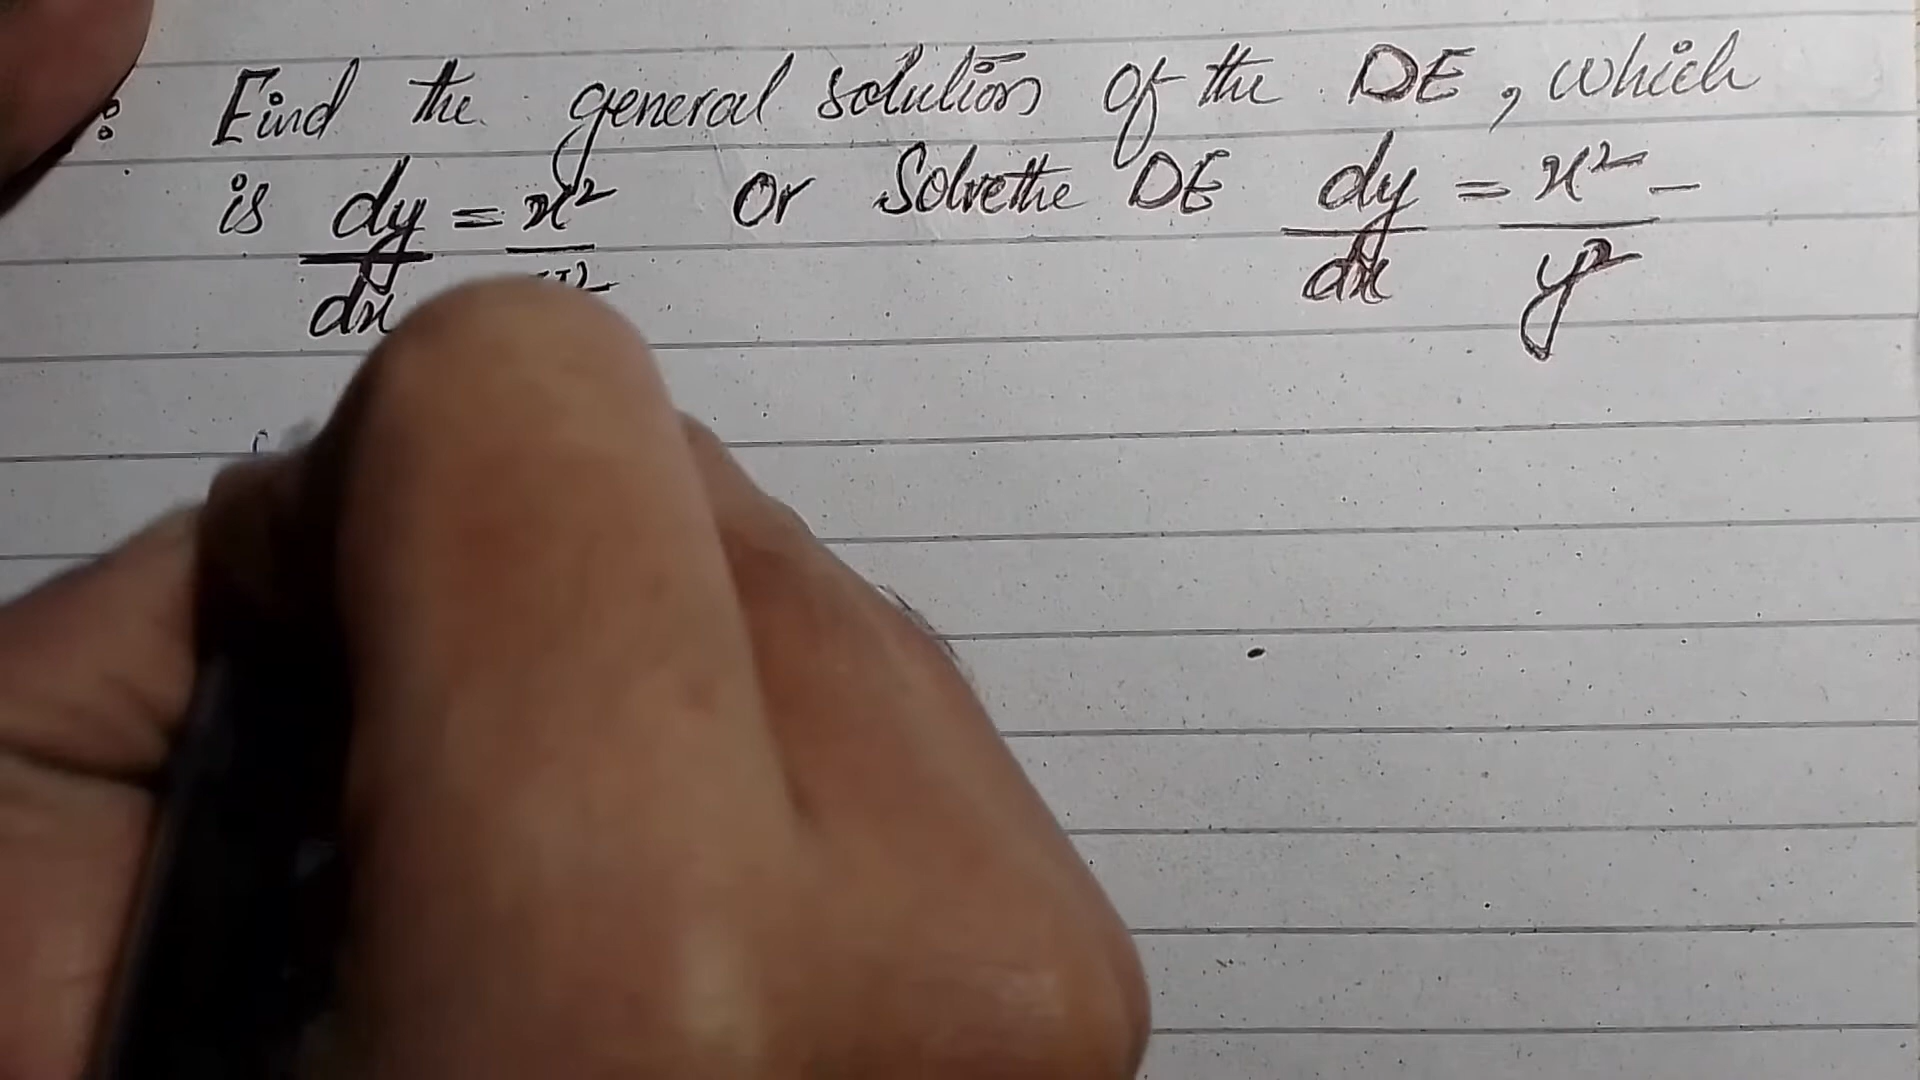 : Find the general solution of the DE, which
is dy/dx = x²/y² or Solve the DE dy/dx = x²/y² –